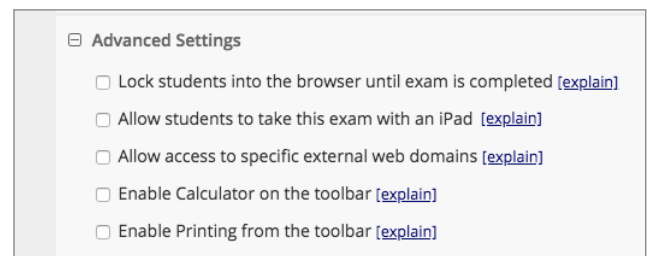 Advanced Settings
Lock students into the browser until exam is completed [explain]
Allow students to take this exam with an iPad [explain]
Allow access to specific external web domains [explain]
Enable Calculator on the toolbar [explain]
Enable Printing from the toolbar [explain]